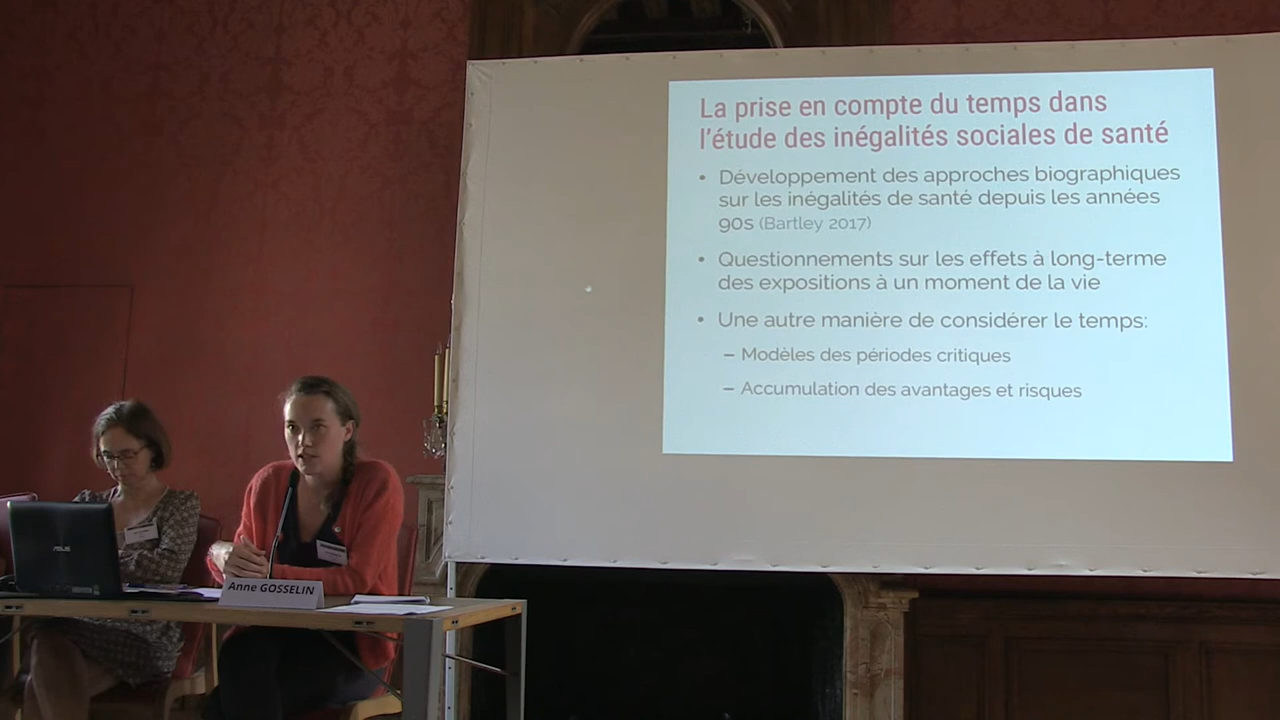 La prise en compte du temps dans
l'étude des inégalités sociales de santé
• Développement des approches biographiques
sur les inégalités de santé depuis les années
90s (Bartley 2017)
• Questionnements sur les effets à long-terme
des expositions à un moment de la vie
• Une autre manière de considérer le temps:
– Modèles des périodes critiques
– Accumulation des avantages et risques
ASUS
Anne GOSSELIN